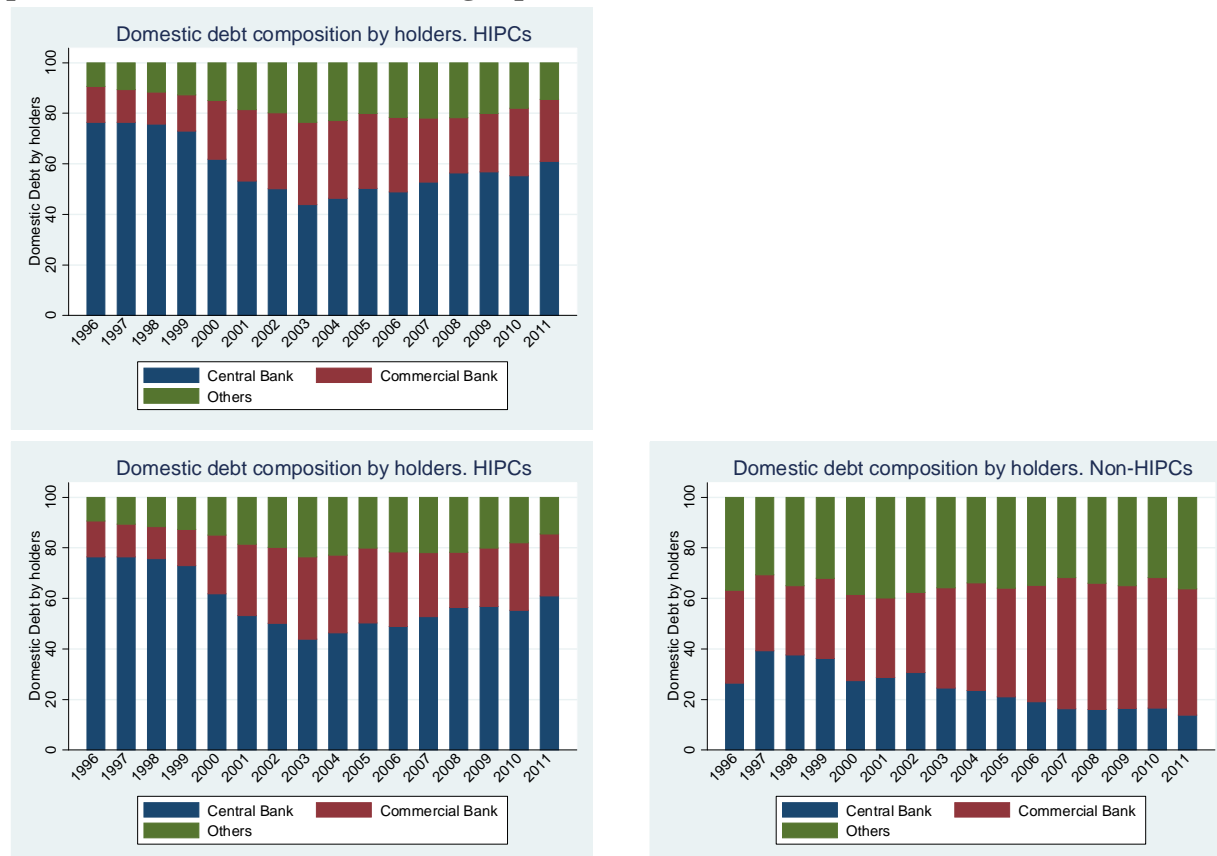 Domestic debt composition by holders. HIPCs
Domestic Debt by holders
100
80
60
40
20
0
1996 1997 1998 1999 2000 2001 2002 2003 2004 2005 2006 2007 2008 2009 2010 2011
Central Bank Commercial Bank
Others
Domestic debt composition by holders. HIPCs
Domestic Debt by holders
100
80
60
40
20
0
1996 1997 1998 1999 2000 2001 2002 2003 2004 2005 2006 2007 2008 2009 2010 2011
Central Bank Commercial Bank
Others
Domestic debt composition by holders. Non-HIPCs
Domestic Debt by holders
100
80
60
40
20
0
1996 1997 1998 1999 2000 2001 2002 2003 2004 2005 2006 2007 2008 2009 2010 2011
Central Bank Commercial Bank
Others